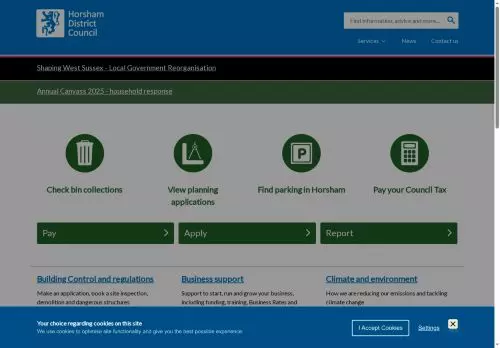 Horsham
District
Council
Find information, advice and more...
Services
News
Contact us
Shaping West Sussex - Local Government Reorganisation
Annual Canvass 2025 - household response
P
Check bin collections
View planning
applications
Find parking in Horsham
Pay your Council Tax
Pay
Apply
Report
Building Control and regulations
Business support
Climate and environment
Make an application, book a site inspection,
demolition and dangerous structures
Support to start, run and grow your business,
including funding, training, Business Rates and
How we are reducing our emissions and tackling
climate change
Your choice regarding cookies on this site
We use cookies to optimise site functionality and give you the best possible experience
I Accept Cookies
Settings